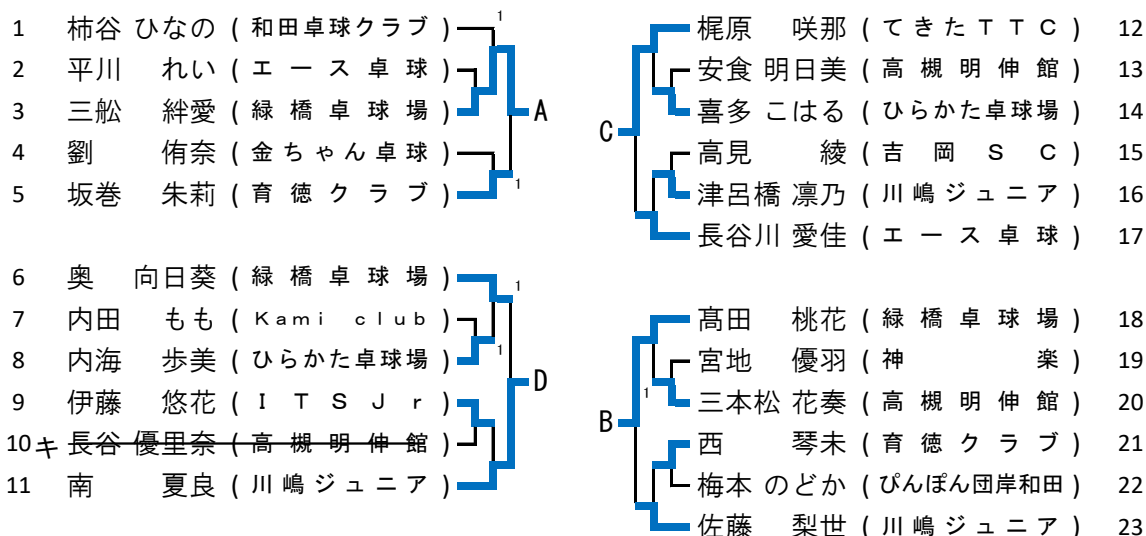 1 柿谷 ひなの ( 和田卓球クラブ ) 1
2 平川 れい ( エース卓球 )
3 三舩 絆愛 ( 緑橋卓球場 ) A
4 劉 侑奈 ( 金ちゃん卓球 )
5 坂巻 朱莉 ( 育徳クラブ ) 1
6 奥 向日葵 ( 緑橋卓球場 ) 1
7 内田 もも ( Kami club )
8 内海 歩美 ( ひらかた卓球場 ) 1
D
9 伊藤 悠花 ( ITSJr )
10 キ 長谷 優里奈 ( 高槻明伸館 )
11 南 夏良 ( 川嶋ジュニア )
梶原 咲那 ( てきたTTC ) 12
安食 明日美 ( 高槻明伸館 ) 13
喜多 こはる ( ひらかた卓球場 ) 14
C
高見 綾 ( 吉岡SC ) 15
津呂橋 凛乃 ( 川嶋ジュニア ) 16
長谷川 愛佳 ( エース卓球 ) 17
髙田 桃花 ( 緑橋卓球場 ) 18
宮地 優羽 ( 神楽 ) 19
1 三本松 花奏 ( 高槻明伸館 ) 20
B
西 琴未 ( 育徳クラブ ) 21
梅本 のどか ( ぴんぽん団岸和田 ) 22
佐藤 梨世 ( 川嶋ジュニア ) 23